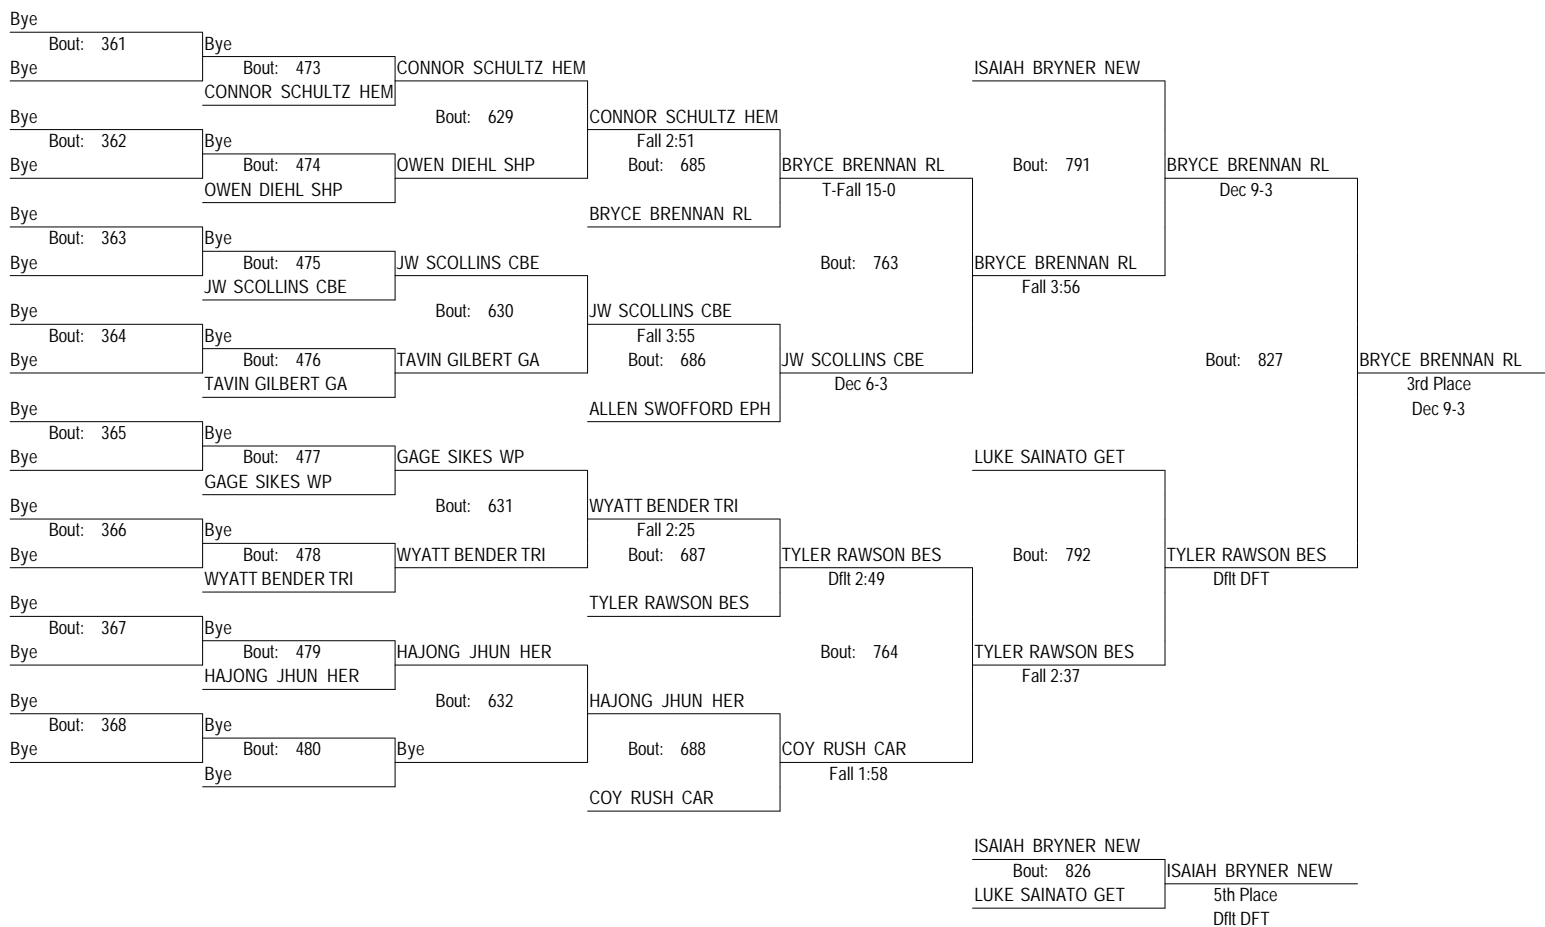 Bye
Bout: 361
Bye
Bye
Bout: 473
CONNOR SCHULTZ HEM
CONNOR SCHULTZ HEM
Bye
Bout: 362
Bye
Bye
Bout: 474
OWEN DIEHL SHP
Bout: 629
OWEN DIEHL SHP
CONNOR SCHULTZ HEM
Fall 2:51
Bout: 685
BRYCE BRENNAN RL
BRYCE BRENNAN RL
T-Fall 15-0
Bye
Bout: 363
Bye
Bye
Bout: 475
JW SCOLLINS CBE
JW SCOLLINS CBE
Bye
Bout: 364
Bye
Bye
Bout: 476
TAVIN GILBERT GA
Bout: 630
TAVIN GILBERT GA
JW SCOLLINS CBE
Fall 3:55
Bout: 686
ALLEN SWOFFORD EPH
JW SCOLLINS CBE
Dec 6-3
Bout: 763
ISAIAH BRYNER NEW
Bout: 791
BRYCE BRENNAN RL
Fall 3:56
BRYCE BRENNAN RL
Dec 9-3
Bye
Bout: 365
Bye
Bye
Bout: 477
GAGE SIKES WP
GAGE SIKES WP
Bye
Bout: 366
Bye
Bye
Bout: 478
WYATT BENDER TRI
Bout: 631
WYATT BENDER TRI
WYATT BENDER TRI
Fall 2:25
Bout: 687
TYLER RAWSON BES
TYLER RAWSON BES
Dflt 2:49
Bye
Bout: 367
Bye
Bye
Bout: 479
HAJONG JHUN HER
HAJONG JHUN HER
Bye
Bout: 368
Bye
Bye
Bout: 480
Bye
Bout: 632
Bye
HAJONG JHUN HER
Bout: 688
COY RUSH CAR
COY RUSH CAR
Fall 1:58
Bout: 764
LUKE SAINATO GET
Bout: 792
TYLER RAWSON BES
Fall 2:37
TYLER RAWSON BES
Dflt DFT
Bout: 827
BRYCE BRENNAN RL
3rd Place
Dec 9-3
ISAIAH BRYNER NEW
Bout: 826
LUKE SAINATO GET
ISAIAH BRYNER NEW
5th Place
Dflt DFT